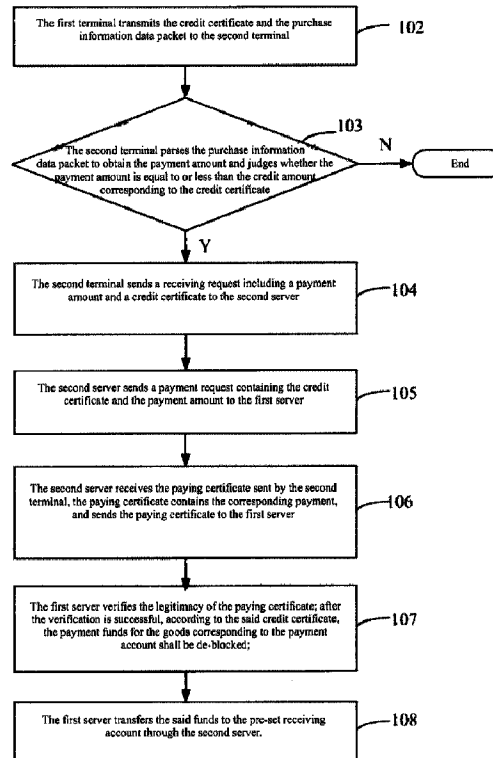 The first terminal transmits the credit certificate and the purchase
information data packet to the second terminal
102
103
The second terminal parses the purchase information
data packet to obtain the payment amount and judges whether the
payment amount is equal to or less than the credit amount
corresponding to the credit certificate
N
End
Y
The second terminal sends a receiving request including a payment
amount and a credit certificate to the second server
104
The second server sends a payment request containing the credit
certificate and the payment amount to the first server
105
The second server receives the paying certificate sent by the second
terminal, the paying certificate contains the corresponding payment,
and sends the paying certificate to the first server
106
The first server verifies the legitimacy of the paying certificate; after
the verification is successful, according to the said credit certificate,
the payment funds for the goods corresponding to the payment
account shall be de-blocked;
107
The first server transfers the said funds to the pre-set receiving
account through the second server.
108